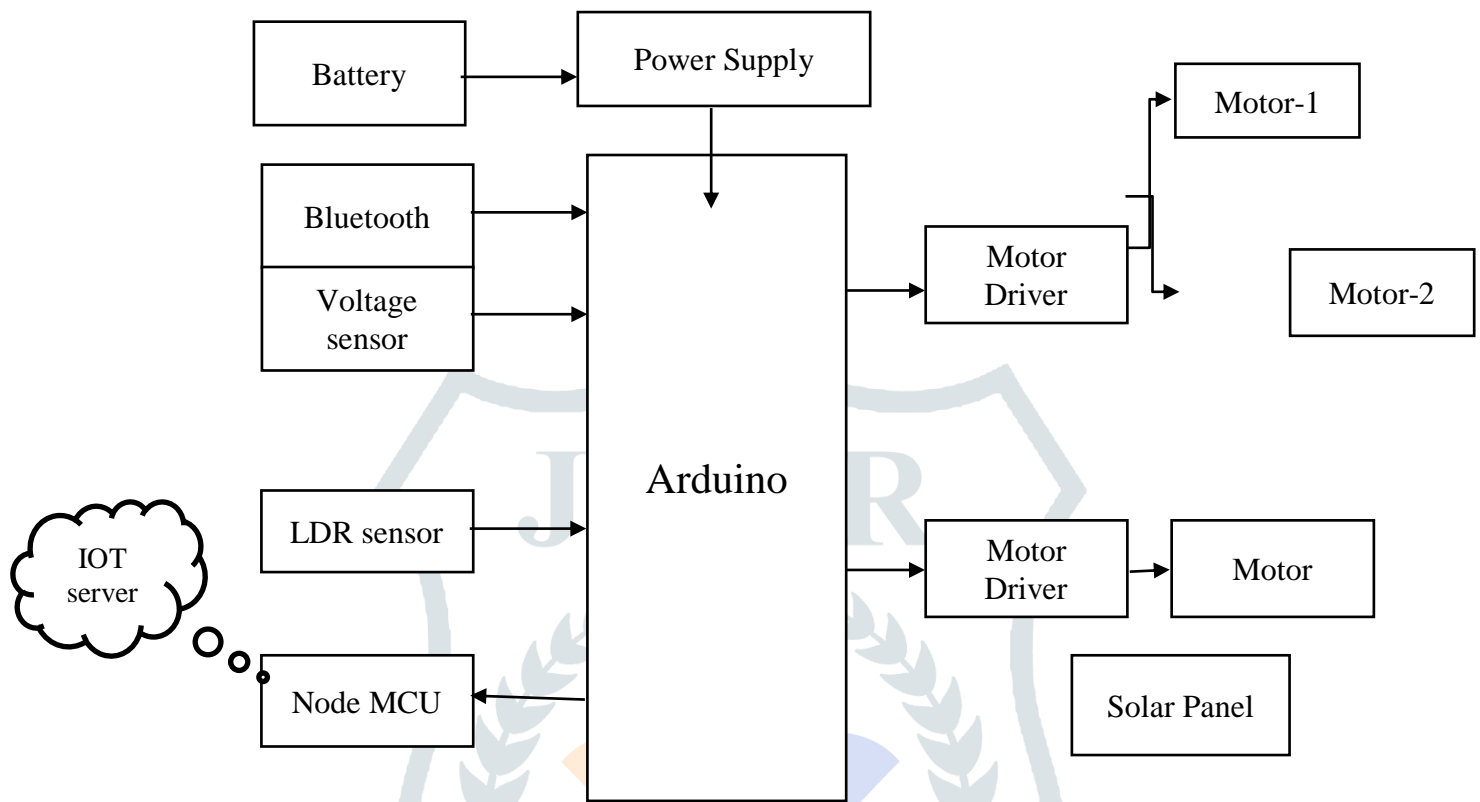 Battery
Power Supply
Motor-1
Bluetooth
Motor
Driver
Motor-2
Voltage
sensor
Arduino
LDR sensor
Motor
Driver
Motor
IOT
server
Node MCU
Solar Panel
J
R